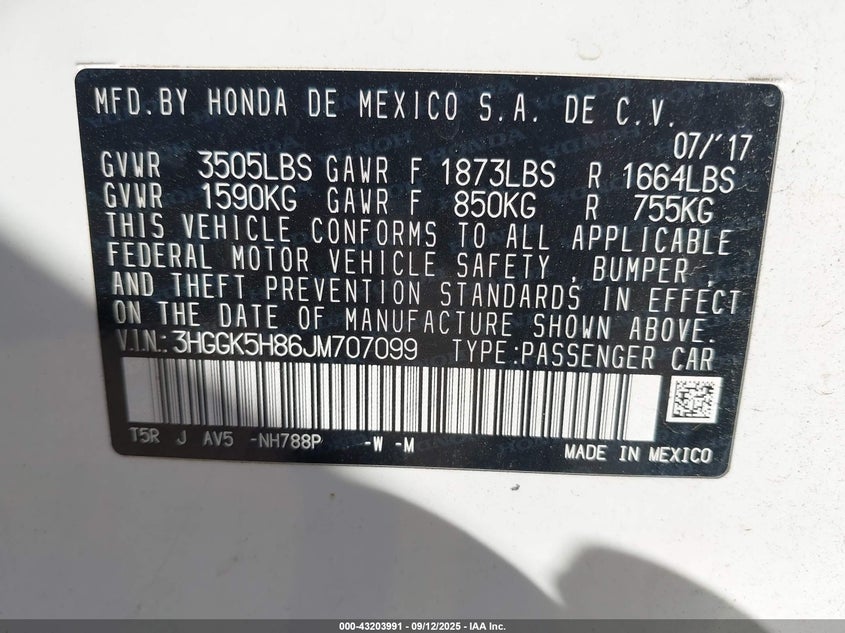 MFD.BY HONDA DE MEXICO S.A. DE C.V.
07/'17
GVWR 3505LBS GAWR F 1873LBS R 1664LBS
GVWR 1590KG GAWR F 850KG R 755KG
THIS VEHICLE CONFORMS TO ALL APPLICABLE
FEDERAL MOTOR VEHICLE SAFETY , BUMPER ,
AND THEFT PREVENTION STANDARDS IN EFFECT
ON THE DATE OF MANUFACTURE SHOWN ABOVE.
V.I.N.: 3HGGK5H86JM707099 TYPE:PASSENGER CAR
T5R J AV5 -NH788P -W -M
MADE IN MEXICO
000-43203991 - 09/12/2025 - IAA Inc.